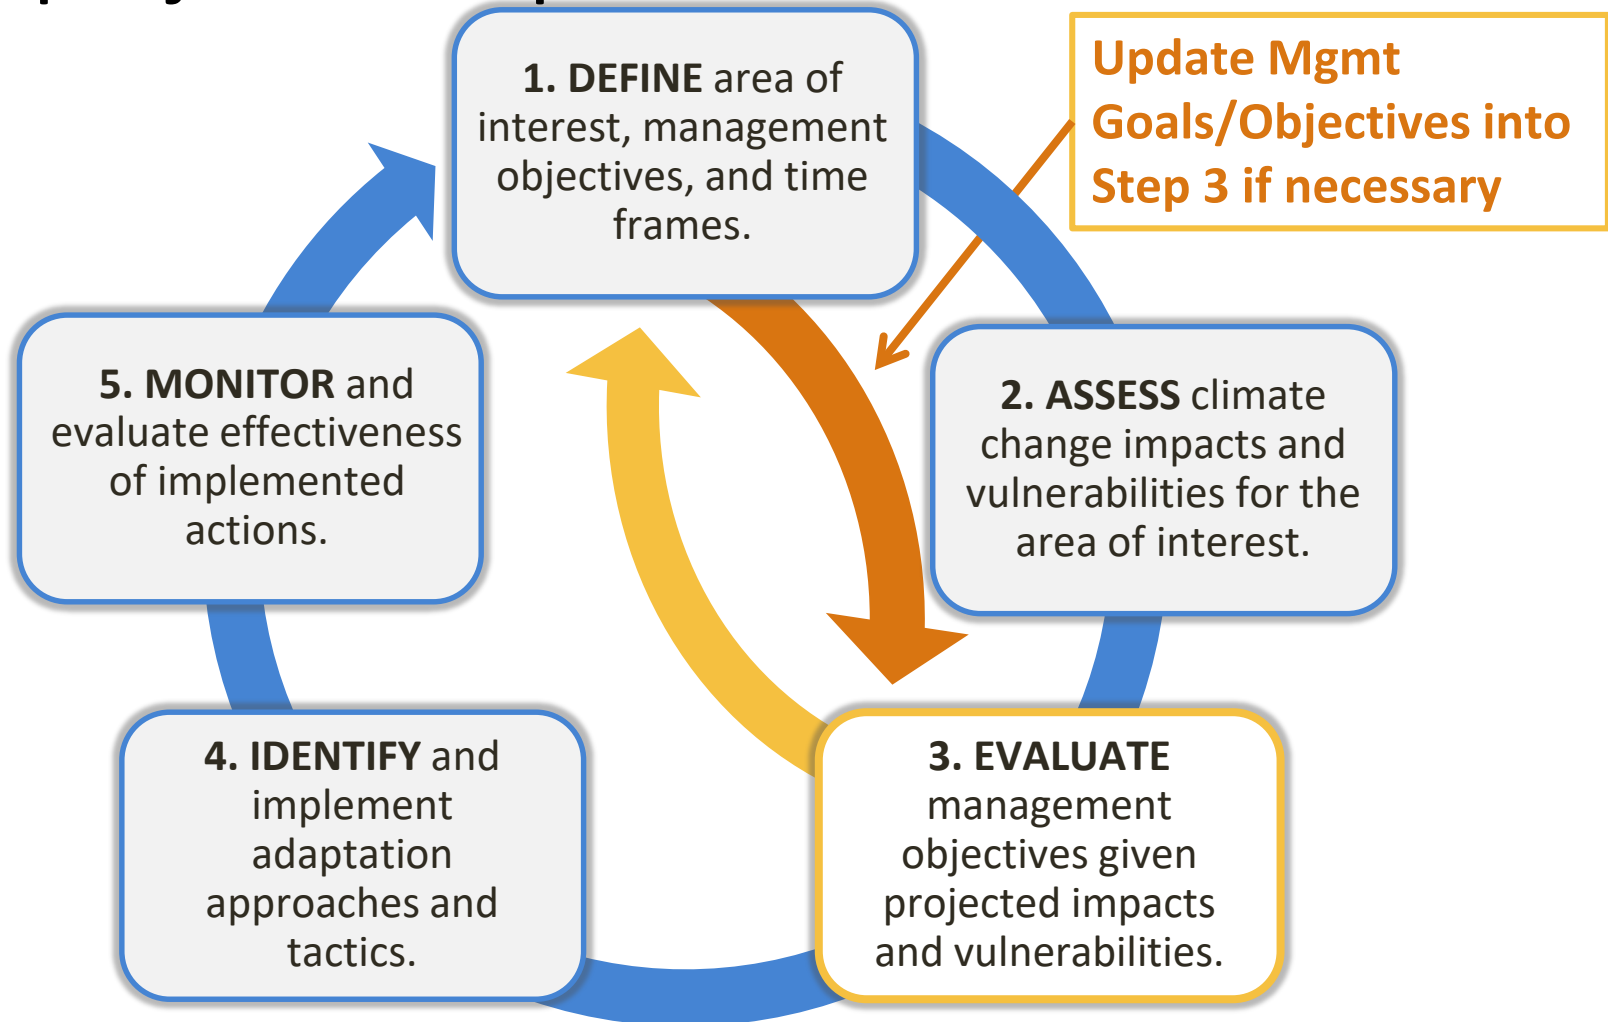 1. DEFINE area of
interest, management
objectives, and time
frames.
Update Mgmt
Goals/Objectives into
Step 3 if necessary
2. ASSESS climate
change impacts and
vulnerabilities for the
area of interest.
3. EVALUATE
management
objectives given
projected impacts
and vulnerabilities.
4. IDENTIFY and
implement
adaptation
approaches and
tactics.
5. MONITOR and
evaluate effectiveness
of implemented
actions.